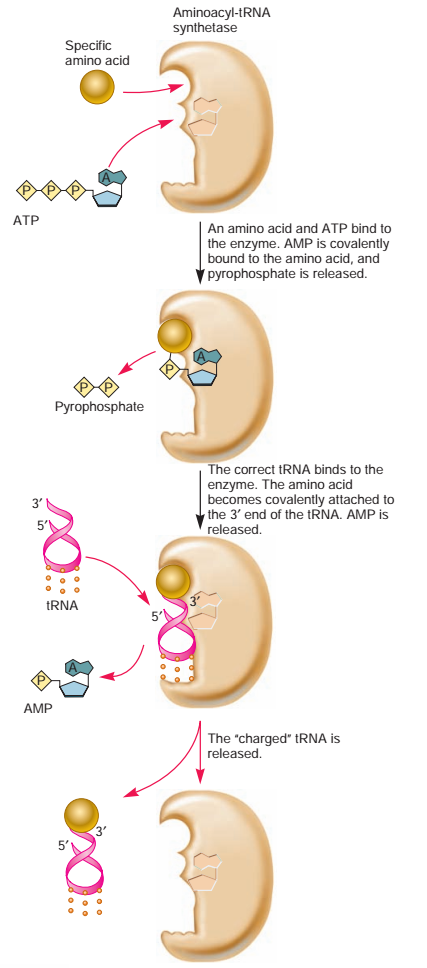 Aminoacyl-tRNA
synthetase
Specific
amino acid
A
P P P
ATP
An amino acid and ATP bind to
the enzyme. AMP is covalently
bound to the amino acid, and
pyrophosphate is released.
A
P
P P
Pyrophosphate
The correct tRNA binds to the
enzyme. The amino acid
becomes covalently attached to
the 3′ end of the tRNA. AMP is
released.
3′
5′
tRNA
3′
5′
A
P
AMP
The “charged” tRNA is
released.
3′
5′